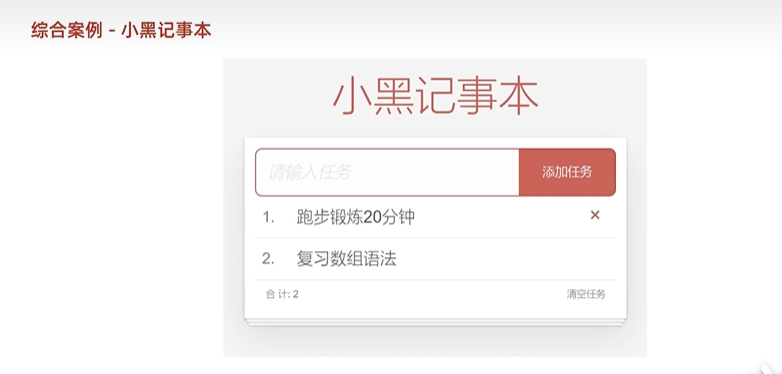 综合案例 - 小黑记事本
小黑记事本
请输入任务 添加任务
1. 跑步锻炼20分钟 ×
2. 复习数组语法
合 计: 2 清空任务